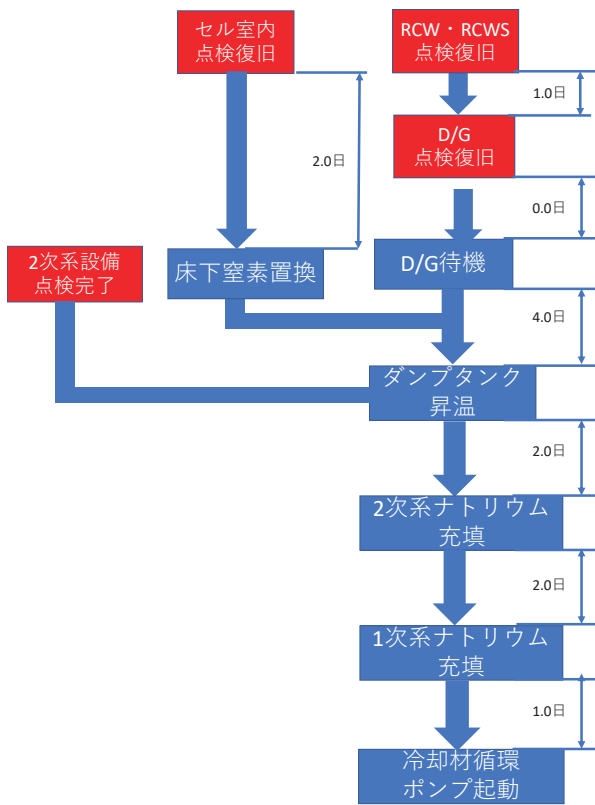 セル室内
点検復旧
RCW・RCWS
点検復旧
1.0日
D/G
点検復旧
2.0日
0.0日
2次系設備
点検完了
床下窒素置換
D/G待機
4.0日
ダンプタンク
昇温
2.0日
2次系ナトリウム
充填
2.0日
1次系ナトリウム
充填
1.0日
冷却材循環
ポンプ起動